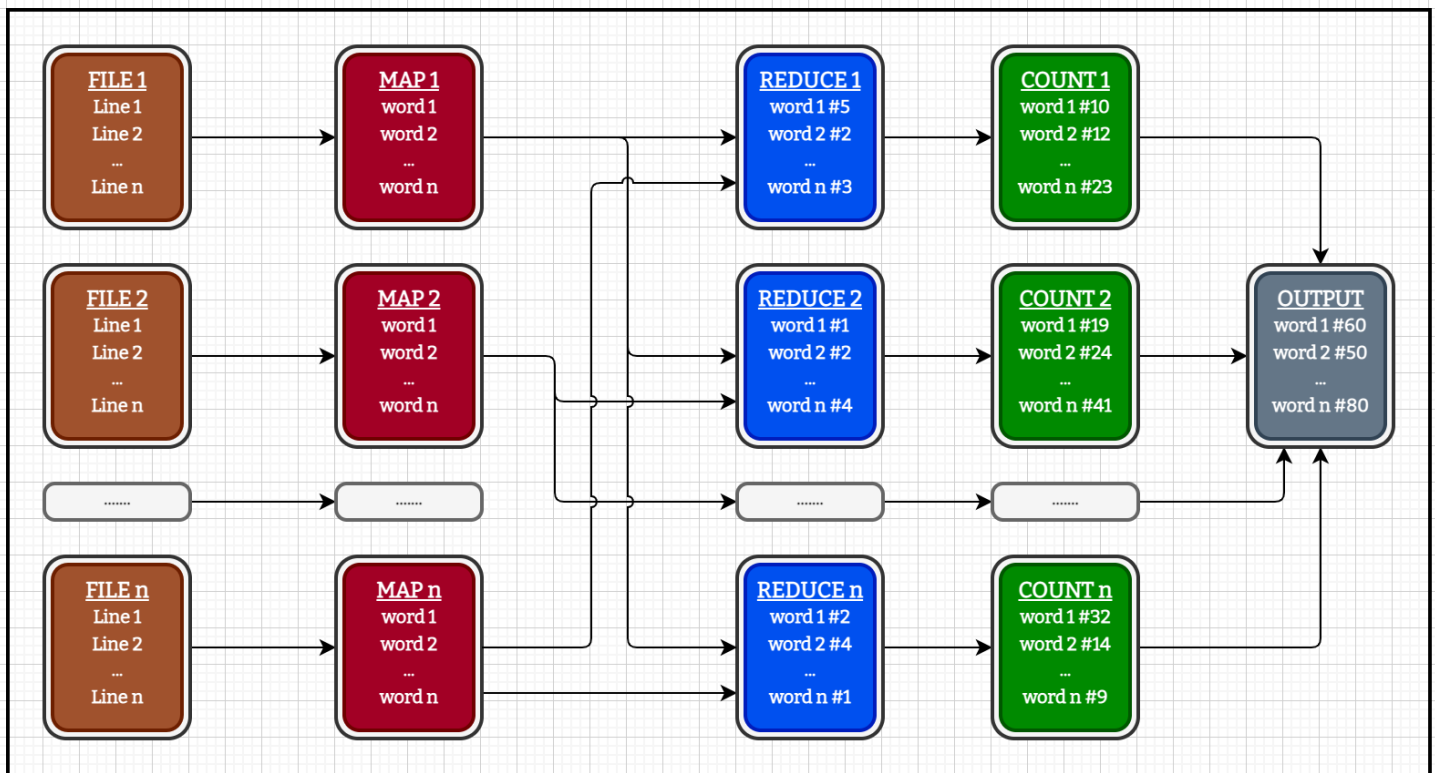 FILE 1
Line 1
Line 2
...
Line n
MAP 1
word 1
word 2
...
word n
REDUCE 1
word 1 #5
word 2 #2
...
word n #3
COUNT 1
word 1 #10
word 2 #12
...
word n #23
FILE 2
Line 1
Line 2
...
Line n
MAP 2
word 1
word 2
...
word n
REDUCE 2
word 1 #1
word 2 #2
...
word n #4
COUNT 2
word 1 #19
word 2 #24
...
word n #41
OUTPUT
word 1 #60
word 2 #50
...
word n #80
.......
.......
.......
.......
FILE n
Line 1
Line 2
...
Line n
MAP n
word 1
word 2
...
word n
REDUCE n
word 1 #2
word 2 #4
...
word n #1
COUNT n
word 1 #32
word 2 #14
...
word n #9